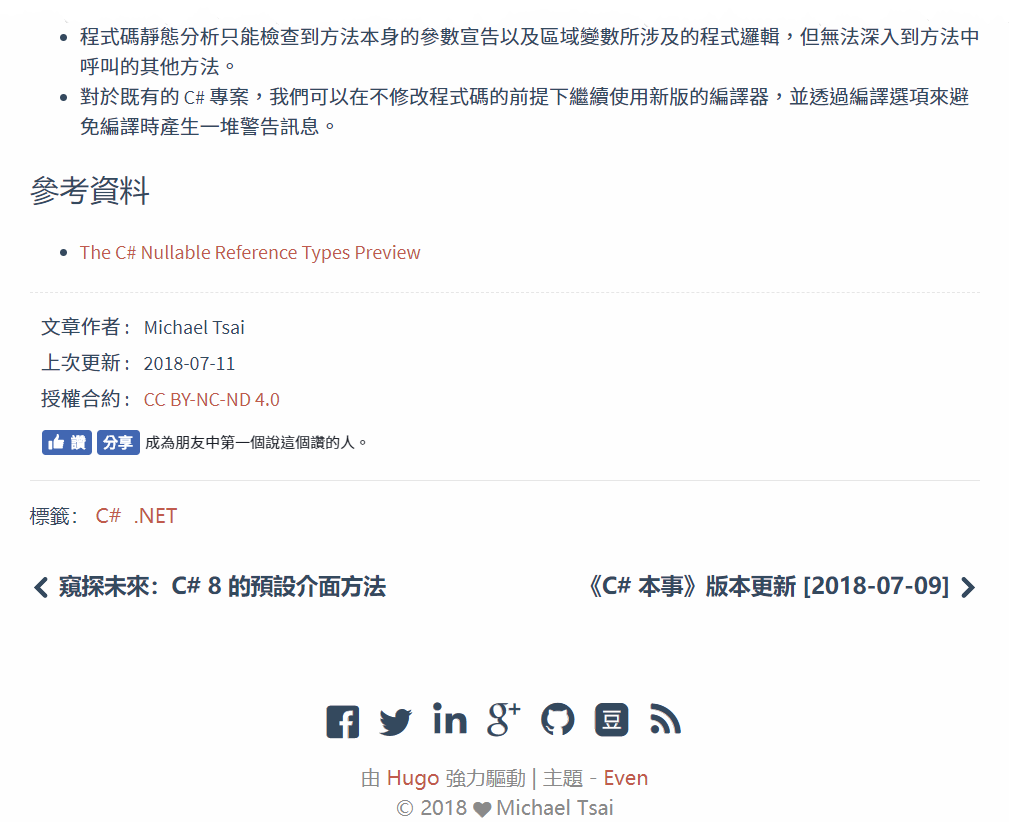 程式碼靜態分析只能檢查到方法本身的參數宣告以及區域變數所涉及的程式邏輯，但無法深入到方法中
呼叫的其他方法。
對於既有的 C# 專案，我們可以在不修改程式碼的前提下繼續使用新版的編譯器，並透過編譯選項來避
免編譯時產生一堆警告訊息。
參考資料
The C# Nullable Reference Types Preview
文章作者： Michael Tsai
上次更新： 2018-07-11
授權合約： CC BY-NC-ND 4.0
讚 分享 成為朋友中第一個說這個讚的人。
標籤： C# .NET
窺探未來：C# 8 的預設介面方法
《C# 本事》版本更新 [2018-07-09]
in g+ 豆
由 Hugo 強力驅動 | 主題 - Even
© 2018 Michael Tsai